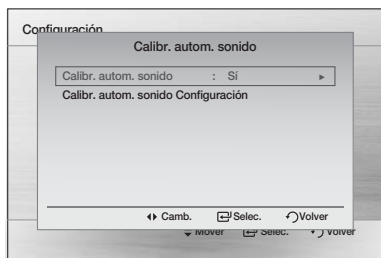 Configuración
Calibr. autom. sonido
Calibr. autom. sonido : Sí ►
Calibr. autom. sonido Configuración
Camb. Selec. Volver
Mover Selec. Volver